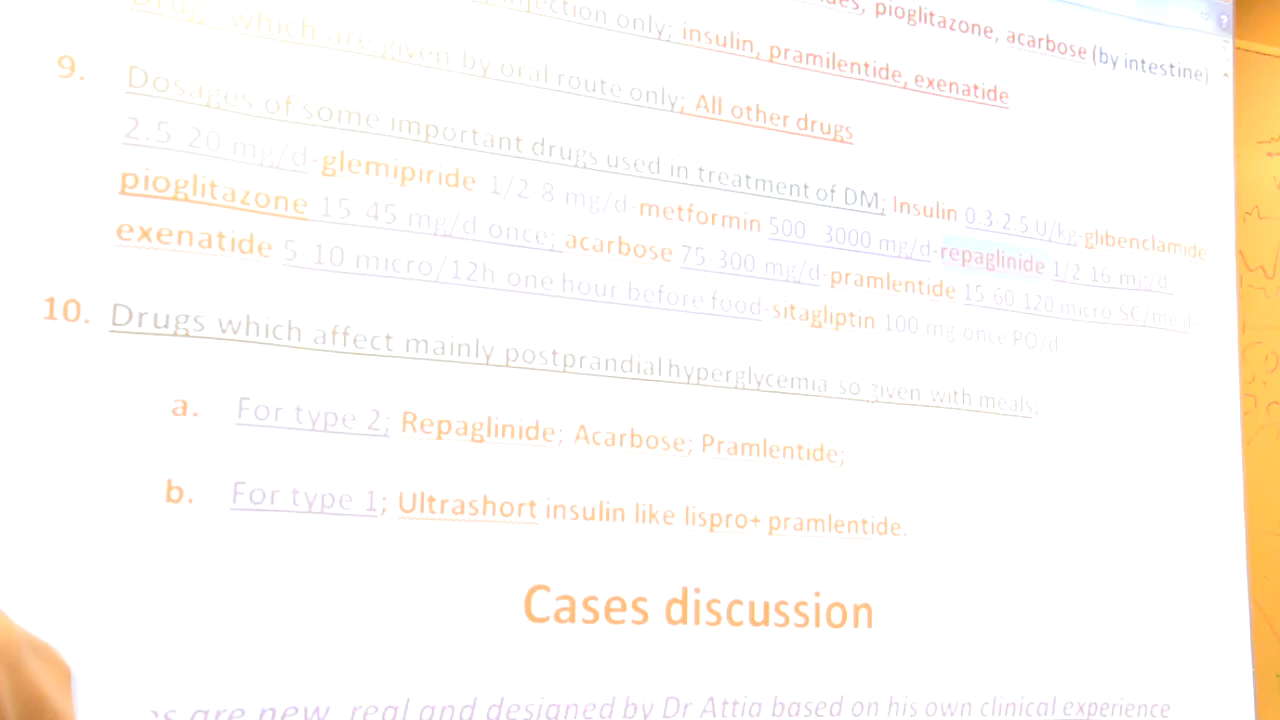 pioglitazone, acarbose (by intestine)
only; insulin, pramilentide, exenatide
Drugs which are given by oral route only; All other drugs
9. Dosages of some important drugs used in treatment of DM; Insulin 0.3-2.5 U/kg-glibenclamide
2.5-20 mg/d-glemipiride 1/2-8 mg/d-metformin 500 -3000 mg/d-repaglinide 1/2-16 mg/d
pioglitazone 15-45 mg/d once; acarbose 75-300 mg/d-pramlentide 15-60-120 micro SC/meal-
exenatide 5-10 micro/12h one hour before food-sitagliptin 100 mg once PO/d
10. Drugs which affect mainly postprandial hyperglycemia so given with meals;
a. For type 2; Repaglinide; Acarbose; Pramlentide;
b. For type 1; Ultrashort insulin like lispro+ pramlentide.
Cases discussion
are new, real and designed by Dr Attia based on his own clinical experience